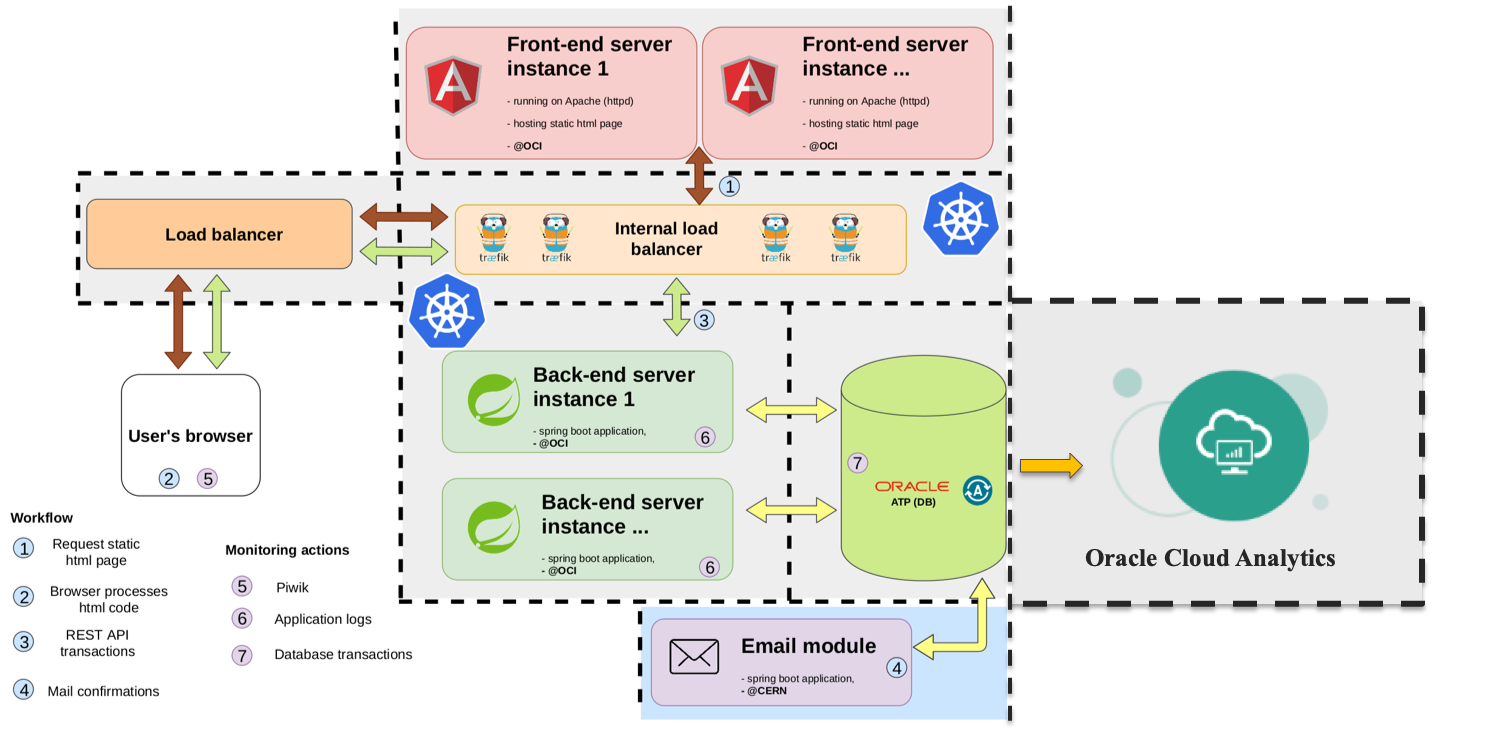 Front-end server
instance 1
- running on Apache (httpd)
- hosting static html page
- @OCI
Front-end server
instance ...
- running on Apache (httpd)
- hosting static html page
- @OCI
1
Load balancer
træfik
træfik
Internal load
balancer
træfik
træfik
3
User's browser
2
5
Back-end server
instance 1
- spring boot application,
- @OCI
6
Back-end server
instance ...
- spring boot application,
- @OCI
6
7
ORACLE
ATP (DB)
A
Oracle Cloud Analytics
Email module
- spring boot application,
- @CERN
4
Workflow
1 Request static
html page
2 Browser processes
html code
3 REST API
transactions
4 Mail confirmations
Monitoring actions
5 Piwik
6 Application logs
7 Database transactions